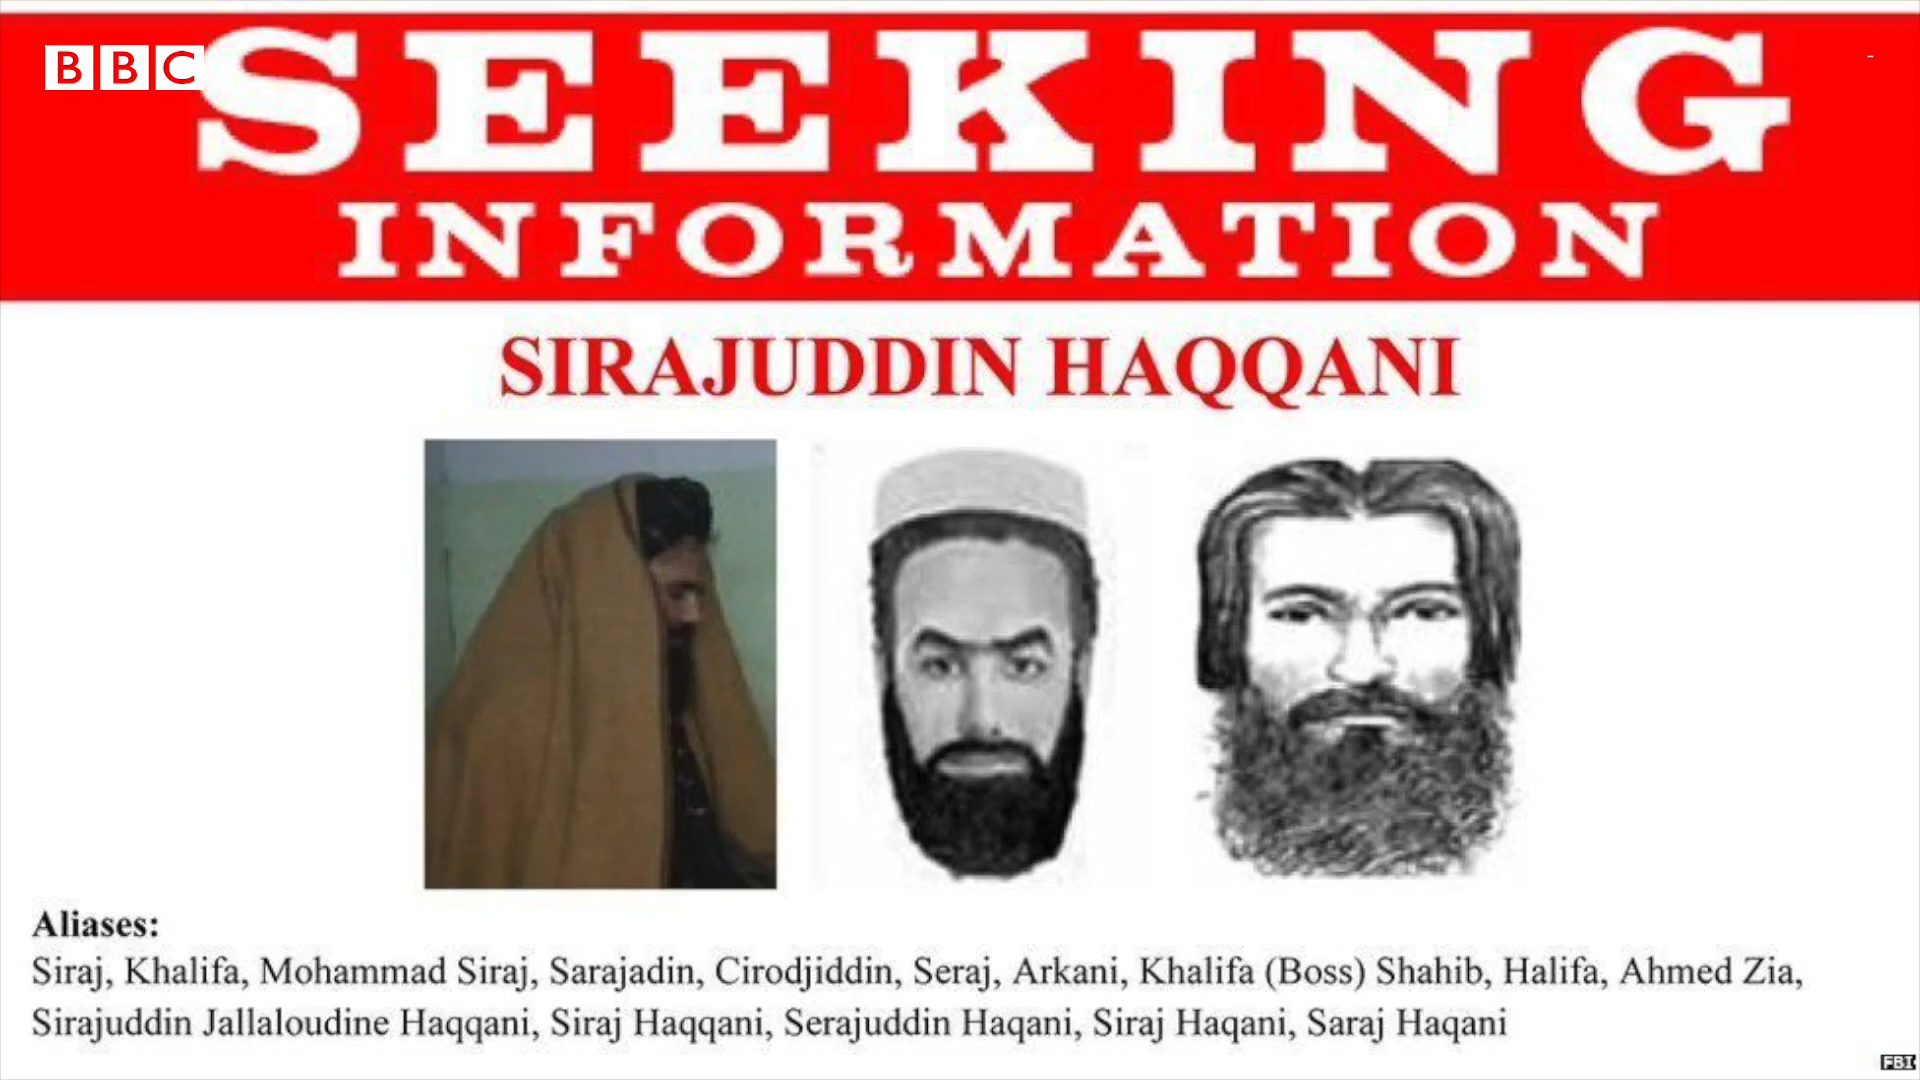 BBC
SEEKING
INFORMATION
SIRAJUDDIN HAQQANI
Aliases:
Siraj, Khalifa, Mohammad Siraj, Sarajadin, Cirodjiddin, Seraj, Arkani, Khalifa (Boss) Shahib, Halifa, Ahmed Zia,
Sirajuddin Jallaloudine Haqqani, Siraj Haqqani, Serajuddin Haqani, Siraj Haqani, Saraj Haqani
FBI